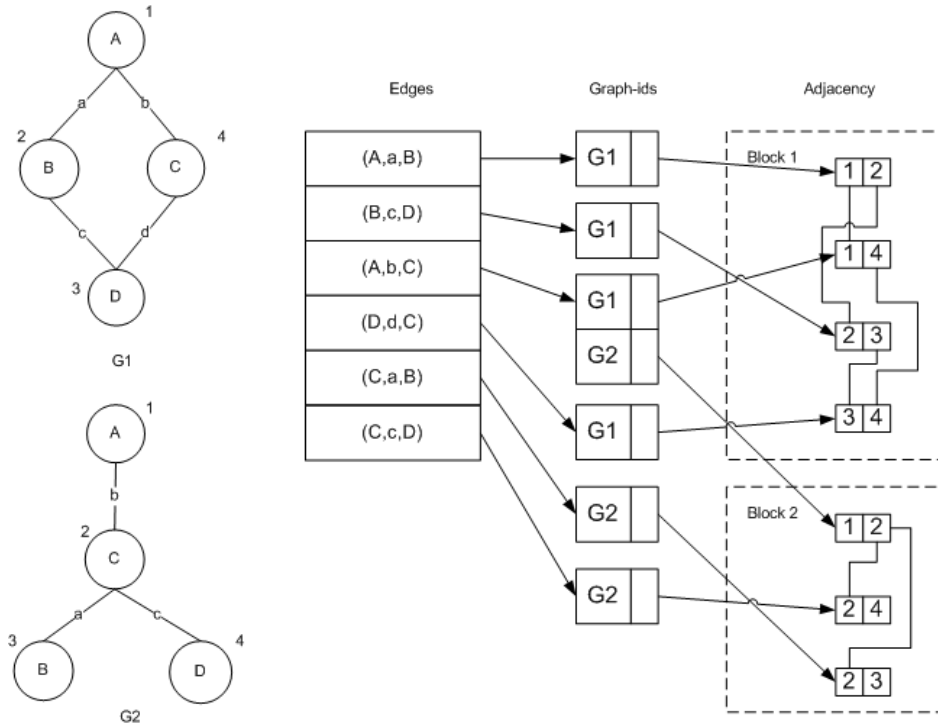 1
A
a b
2 4
B C
c d
3
D
G1
1
A
b
2
C
a c
3 4
B D
G2
Edges Graph-ids Adjacency
(A,a,B)
(B,c,D)
(A,b,C)
(D,d,C)
(C,a,B)
(C,c,D)
G1
G1
G1
G2
G1
G2
G2
Block 1
1 2
1 4
2 3
3 4
Block 2
1 2
2 4
2 3